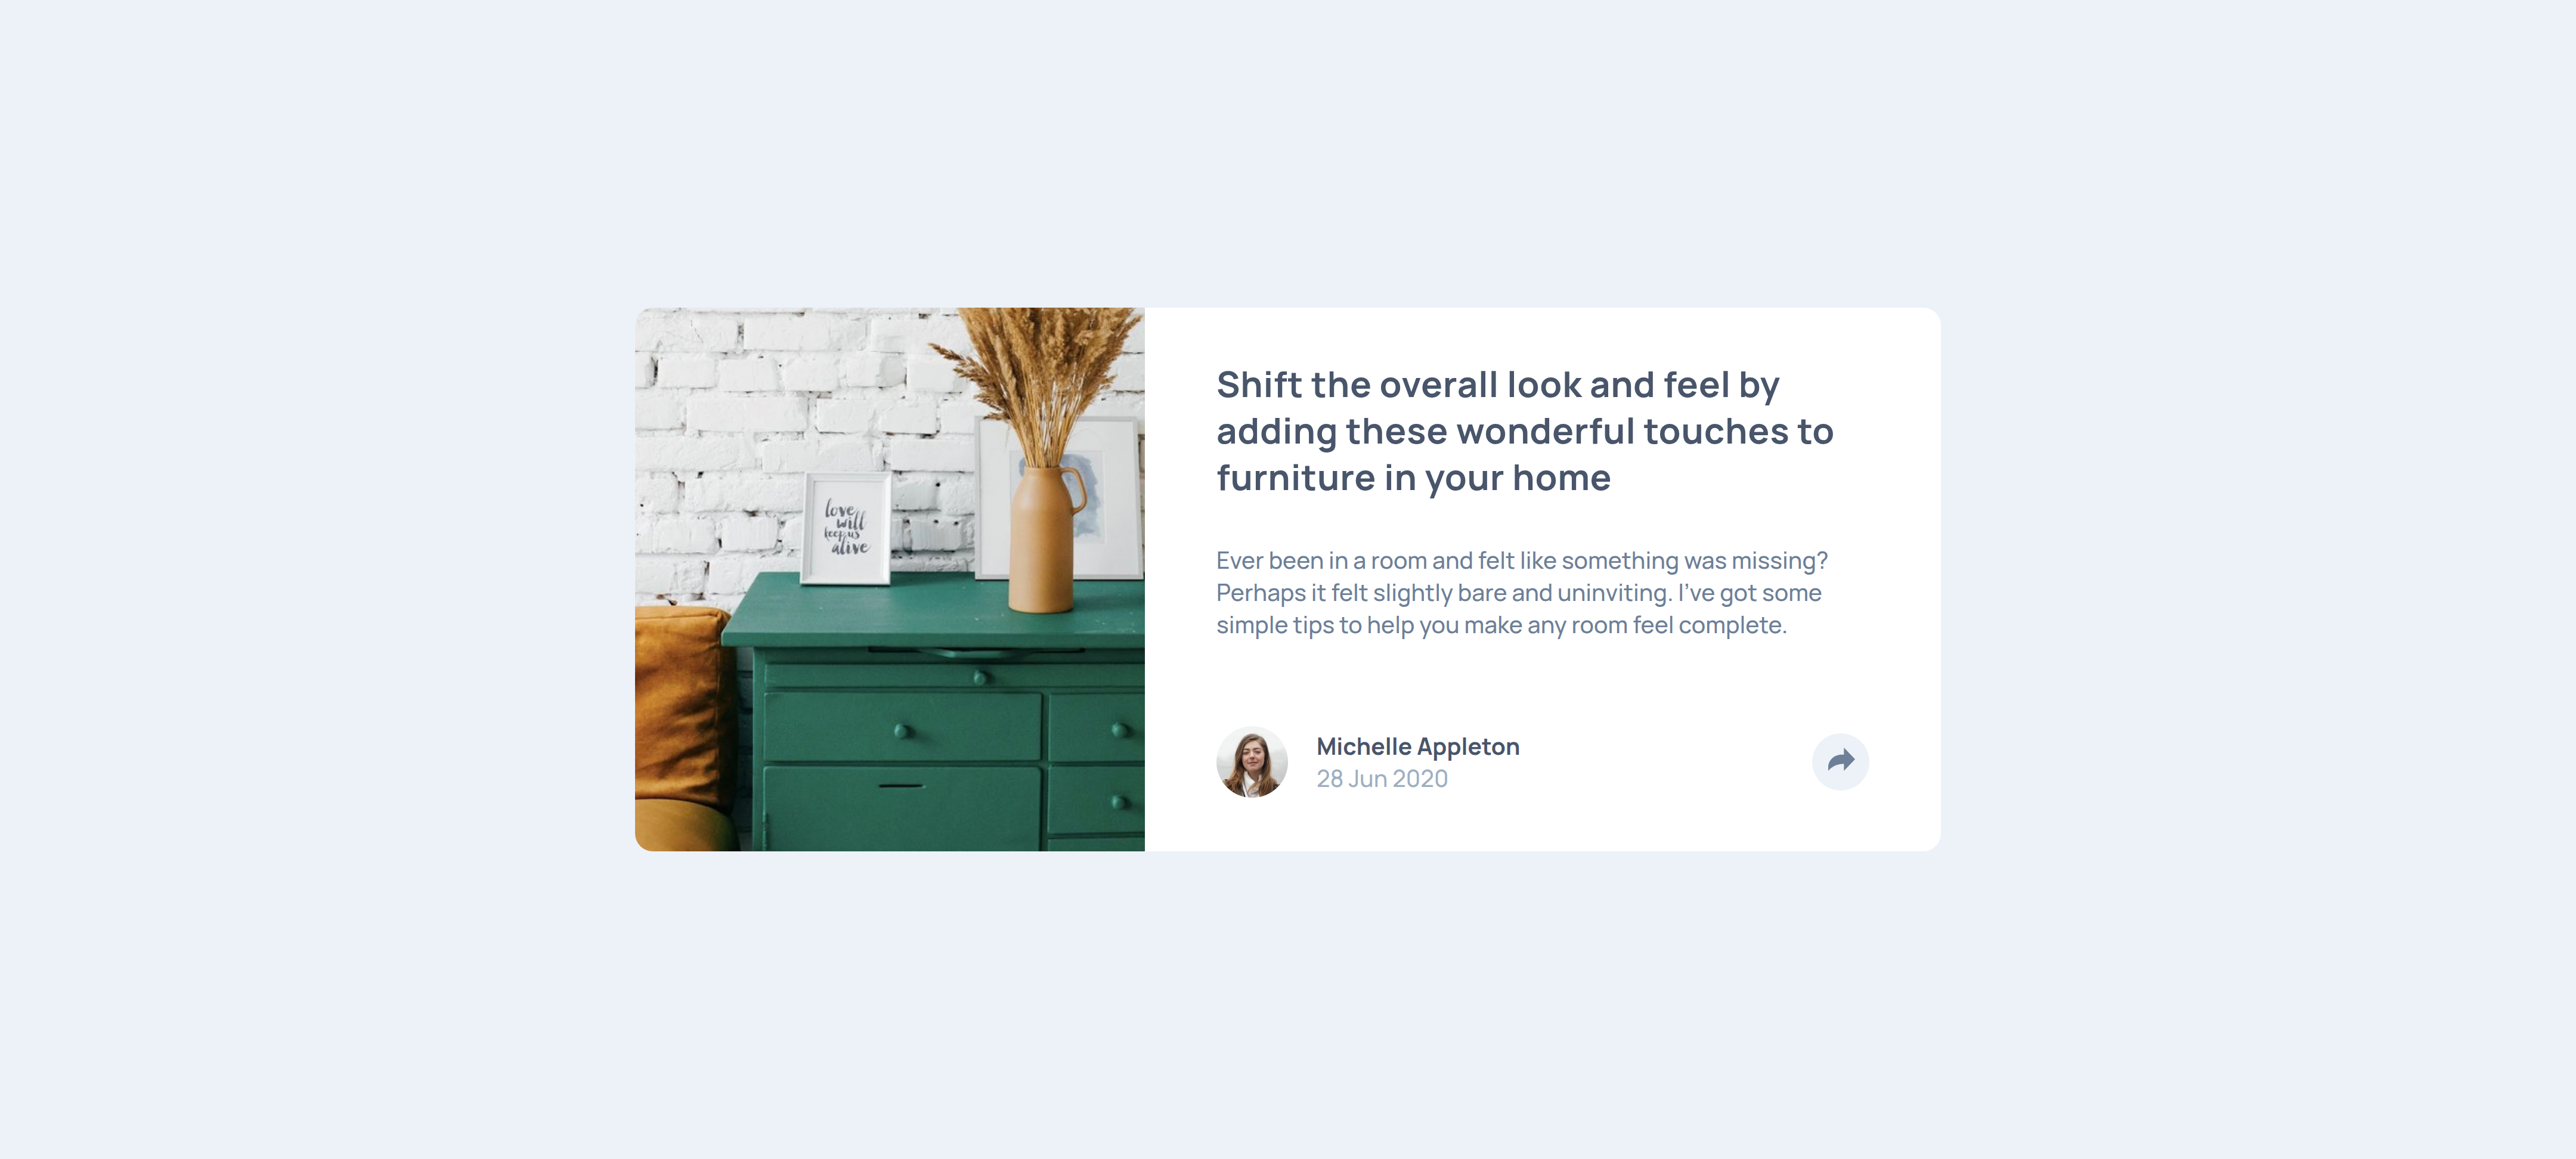 love
will
keep us
alive
Shift the overall look and feel by
adding these wonderful touches to
furniture in your home
Ever been in a room and felt like something was missing?
Perhaps it felt slightly bare and uninviting. I’ve got some
simple tips to help you make any room feel complete.
Michelle Appleton
28 Jun 2020